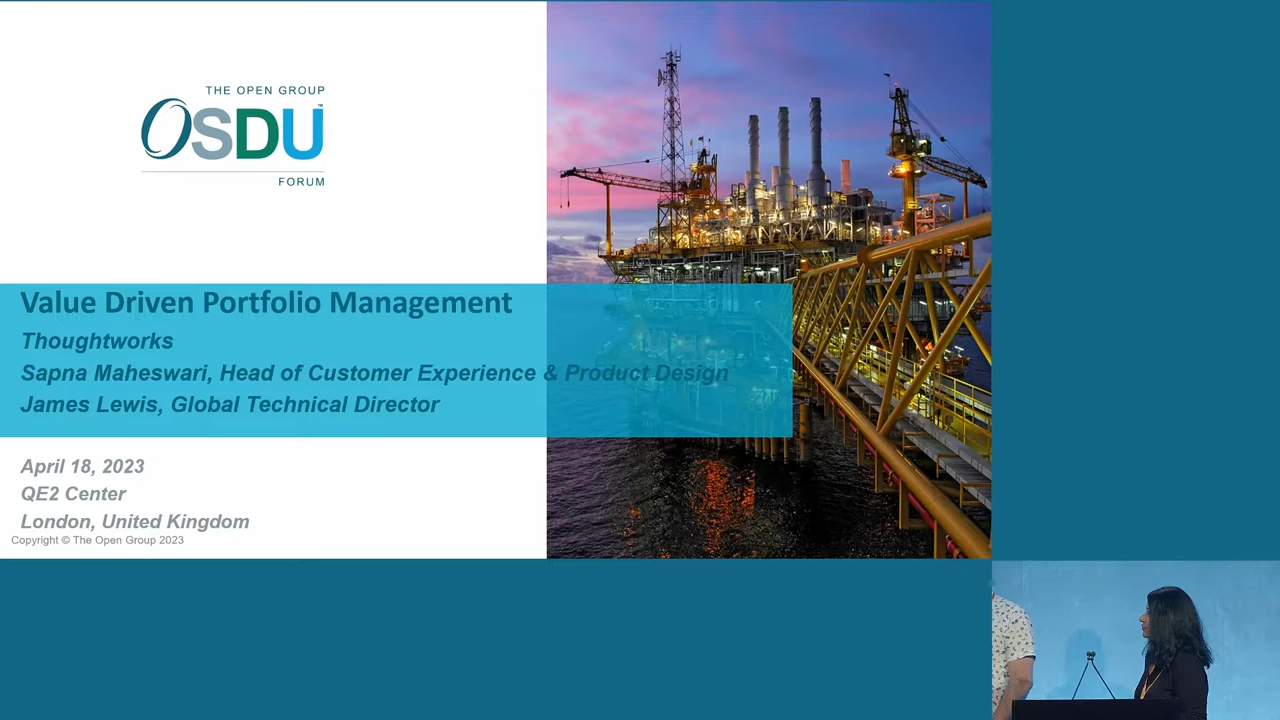 THE OPEN GROUP
OSDU™
FORUM
Value Driven Portfolio Management
Thoughtworks
Sapna Maheswari, Head of Customer Experience & Product Design
James Lewis, Global Technical Director
April 18, 2023
QE2 Center
London, United Kingdom
Copyright © The Open Group 2023